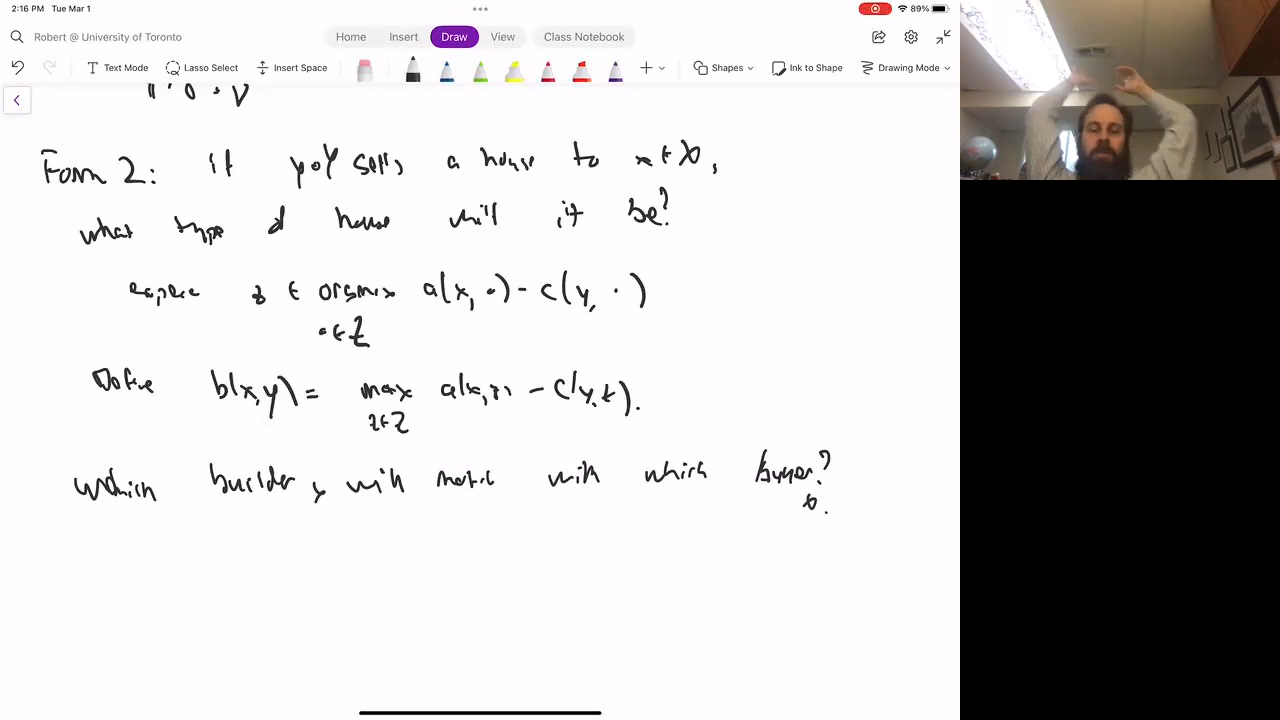 2:16 PM Tue Mar 1
89%
Robert @ University of Toronto
Home Insert Draw View Class Notebook
Text Mode Lasso Select Insert Space Shapes Ink to Shape Drawing Mode
Form 2: if y∈Y sells a house to x∈X,
what type of house will it be?
expect z ∈ argmax a(x, •) - c(y, •)
•∈Z
Define b(x,y) = max a(x,z) - c(y,z).
z∈Z
Which builder y will match with which buyer?
x.